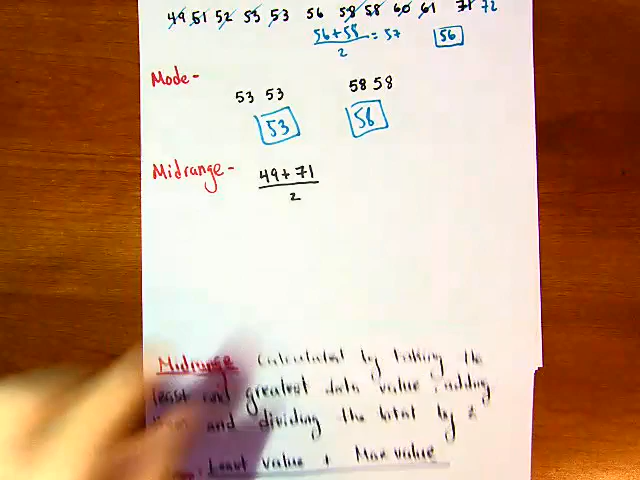 49 51 52 53 53 56 58 58 60 61 71 72
56+58
2
= 57
56
Mode-
53 53 58 58
53 58
Midrange- 49 + 71
2
Midrange Calculated by taking the
least and greatest data value, adding
and dividing the total by 2
Least value + Max value